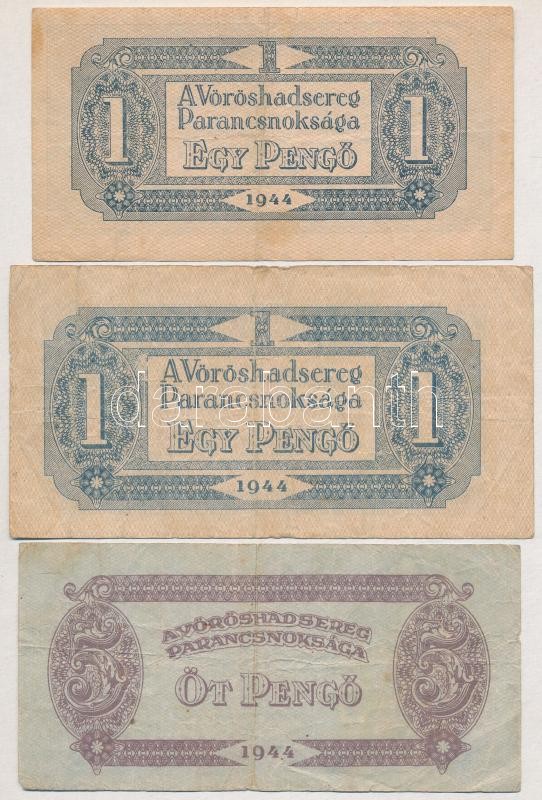 1
A Vöröshadsereg
Parancsnoksága
1 EGY PENGŐ 1
1944
1
A Vöröshadsereg
Parancsnoksága
darabanth
1 EGY PENGŐ 1
1944
A VÖRÖSHADSEREG
PARANCSNOKSÁGA
5 ÖT PENGŐ 5
1944